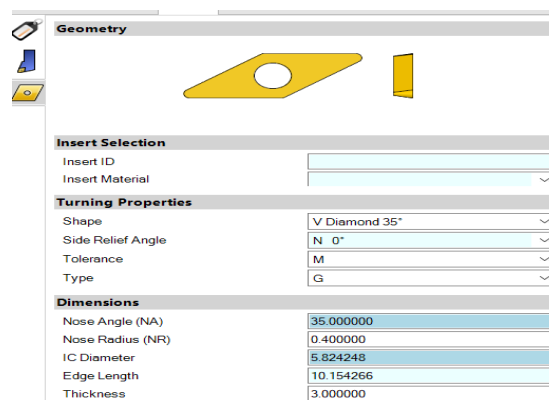 Geometry
Insert Selection
Insert ID
Insert Material
Turning Properties
Shape V Diamond 35°
Side Relief Angle N 0°
Tolerance M
Type G
Dimensions
Nose Angle (NA) 35.000000
Nose Radius (NR) 0.400000
IC Diameter 5.824248
Edge Length 10.154266
Thickness 3.000000